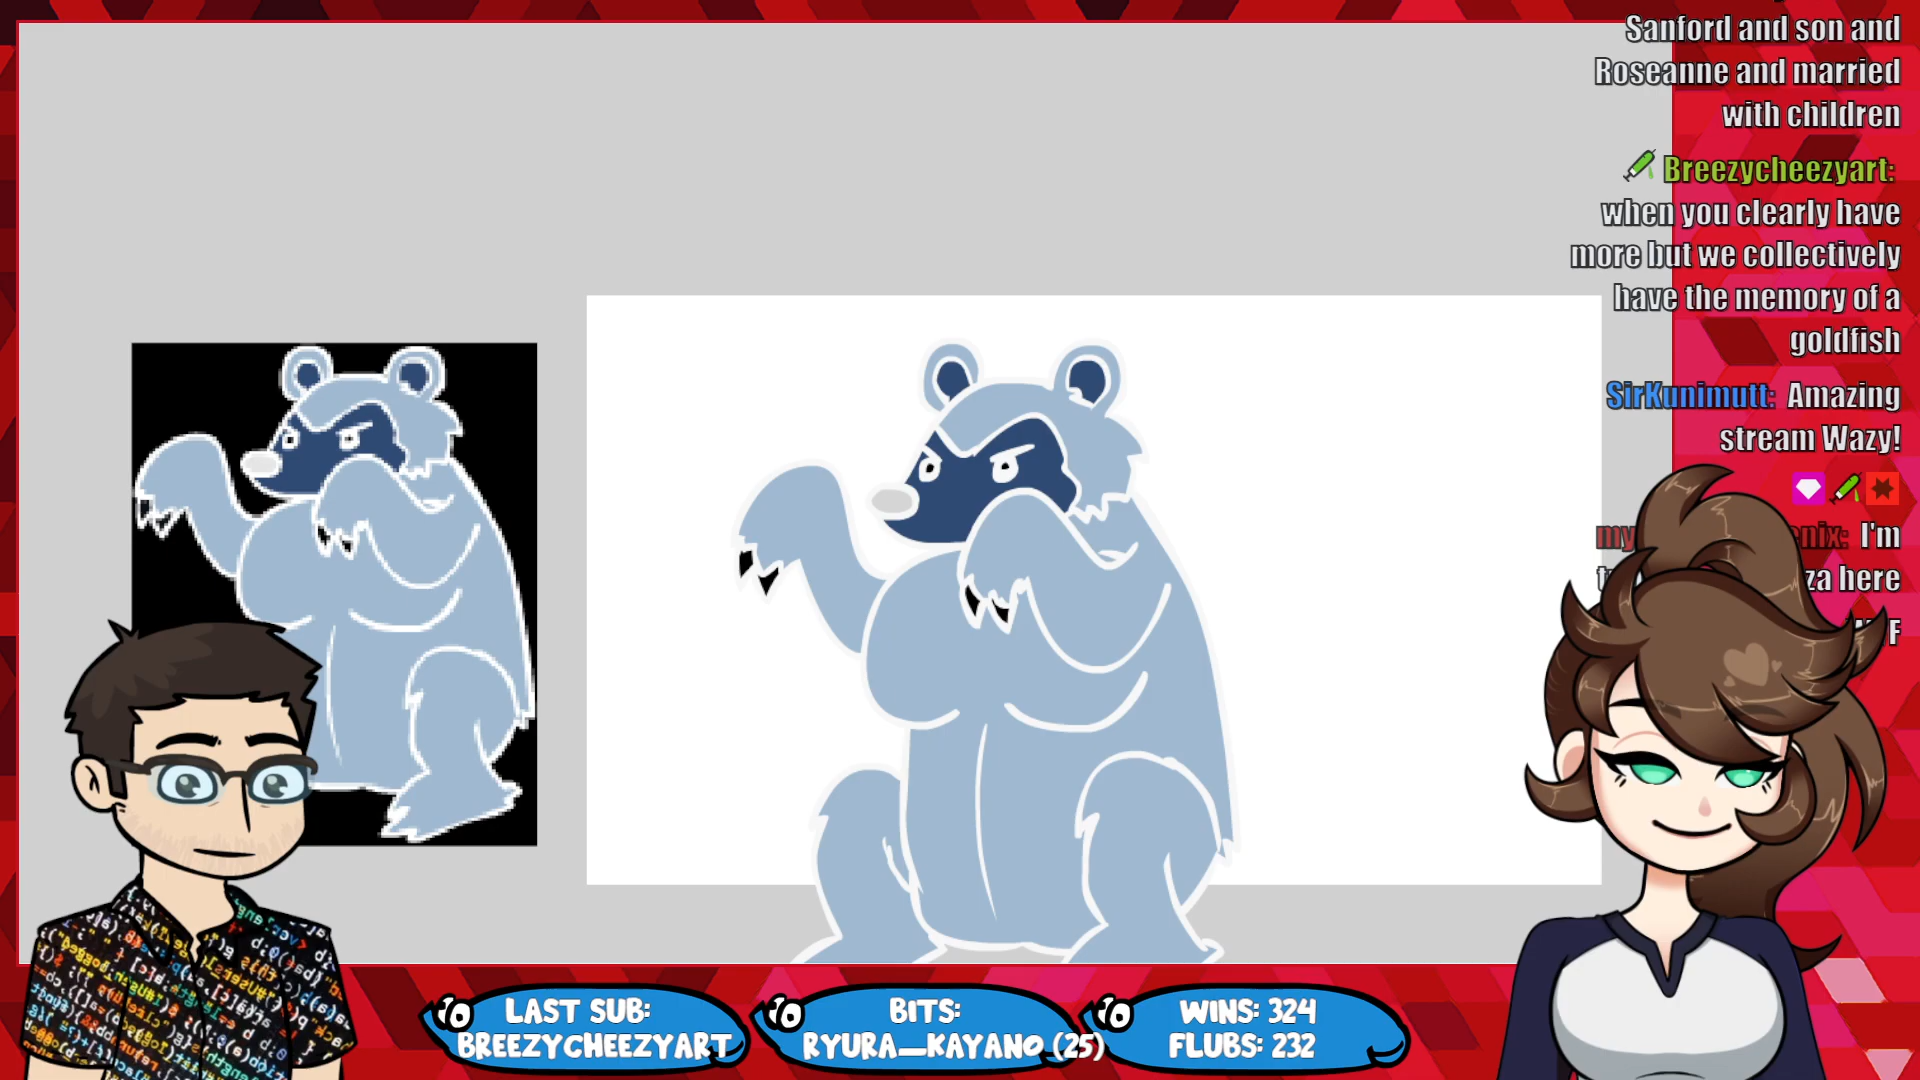 Sanford and son and
Roseanne and married
with children
Breezycheezyart:
when you clearly have
more but we collectively
have the memory of a
goldfish
SirKunimutt: Amazing
stream Wazy!
I'm
here
LAST SUB:
BREEZYCHEEZYART
BITS:
RYURA_KAYANO (25)
WINS: 324
FLUBS: 232